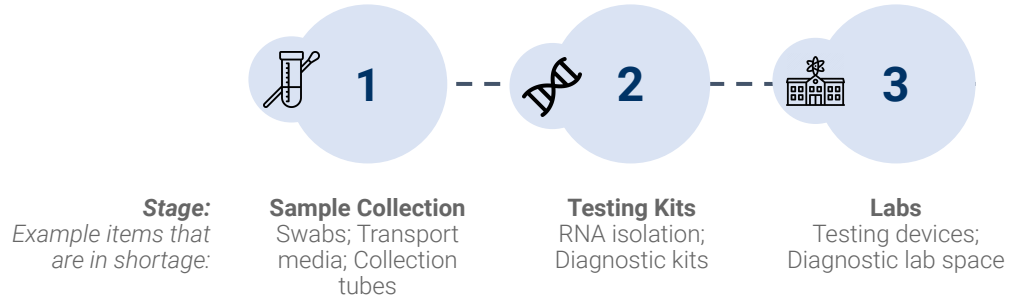 1
2
3
Stage:
Example items that
are in shortage:
Sample Collection
Swabs; Transport
media; Collection
tubes
Testing Kits
RNA isolation;
Diagnostic kits
Labs
Testing devices;
Diagnostic lab space